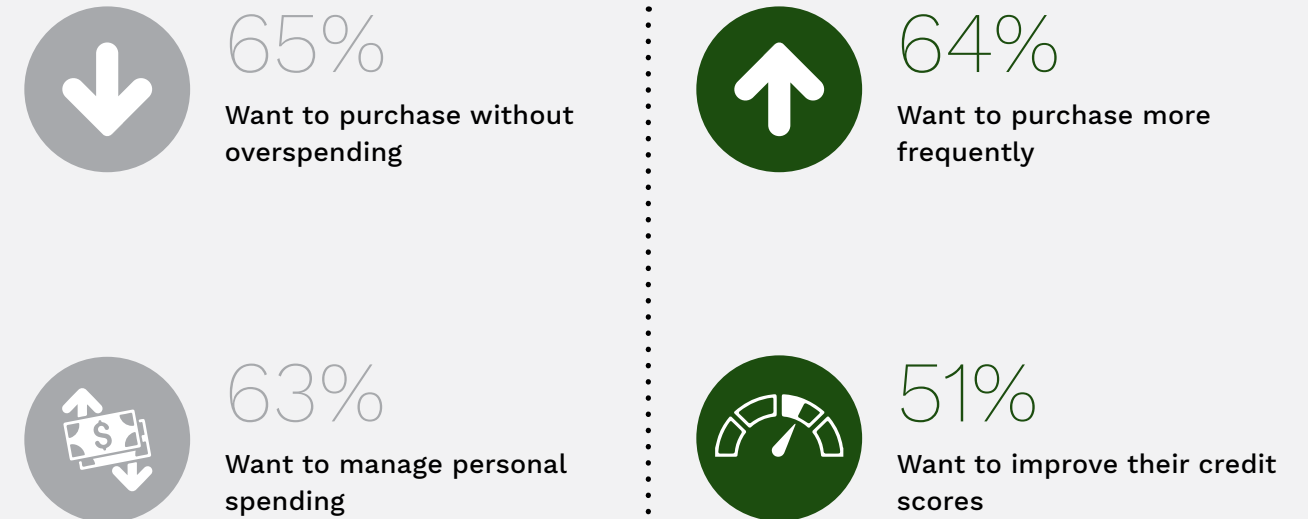 65%
Want to purchase without
overspending
64%
Want to purchase more
frequently
63%
Want to manage personal
spending
51%
Want to improve their credit
scores